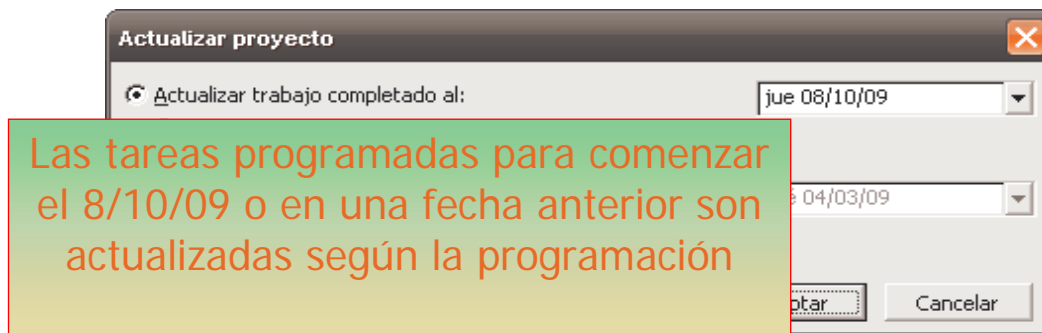 Actualizar proyecto
Actualizar trabajo completado al:
jue 08/10/09
Las tareas programadas para comenzar
el 8/10/09 o en una fecha anterior son
actualizadas según la programación
04/03/09
Cancelar